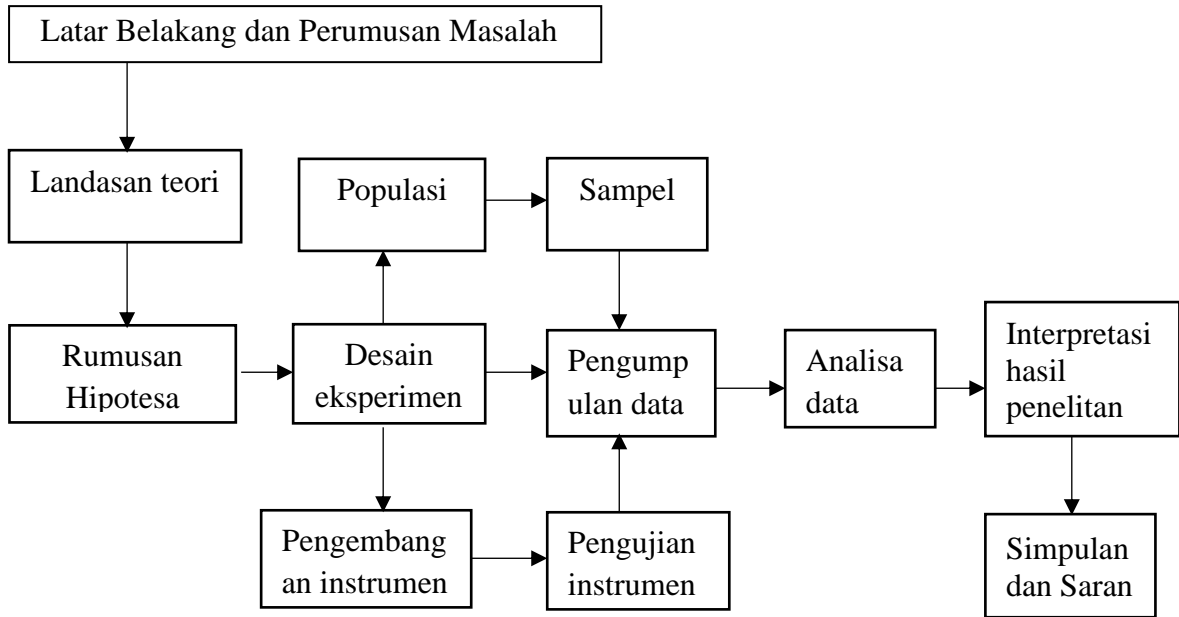 Latar Belakang dan Perumusan Masalah
Landasan teori
Populasi
Sampel
Rumusan
Hipotesa
Desain
eksperimen
Pengump
ulan data
Analisa
data
Interpretasi
hasil
penelitan
Pengembang
an instrumen
Pengujian
instrumen
Simpulan
dan Saran